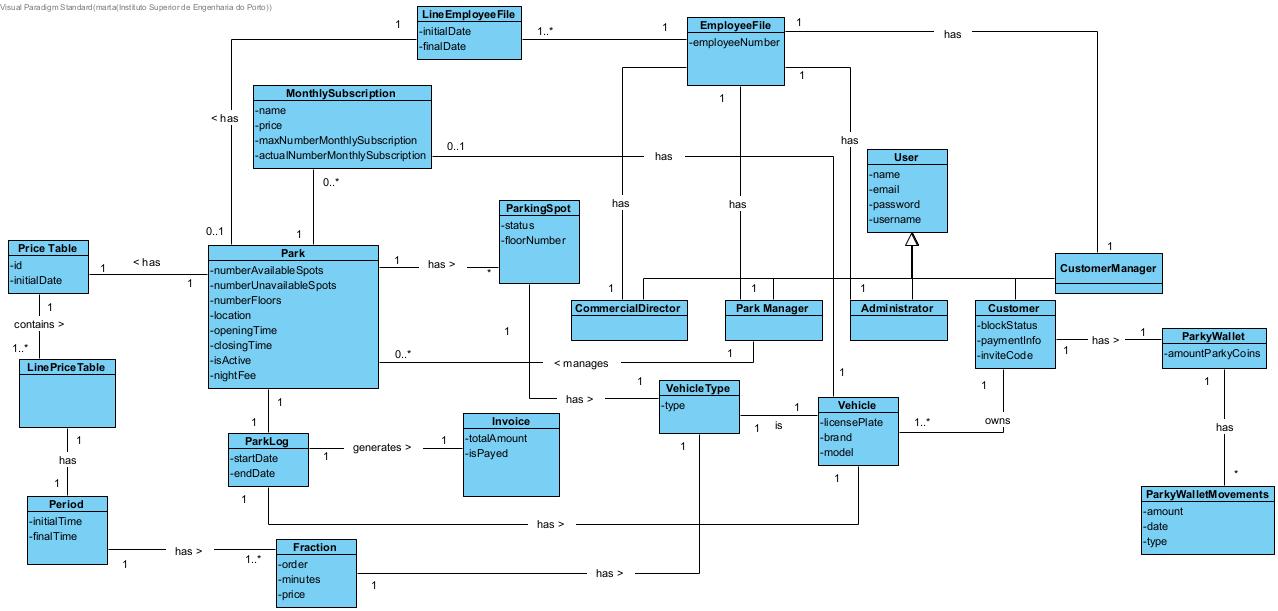 Visual Paradigm Standard(marta(Instituto Superior de Engenharia do Porto))
LineEmployeeFile
-initialDate
-finalDate
1
1..*
1
EmployeeFile
-employeeNumber
1
has
1
1
has
has
has
< has
0..1
MonthlySubscription
-name
-price
-maxNumberMonthlySubscription
-actualNumberMonthlySubscription
0..1
has
0..*
1
User
-name
-email
-password
-username
ParkingSpot
-status
-floorNumber
Price Table
-id
-initialDate
1
< has
1
Park
-numberAvailableSpots
-numberUnavailableSpots
-numberFloors
-location
-openingTime
-closingTime
-isActive
-nightFee
1
has >
*
1
CustomerManager
1
CommercialDirector
1
Park Manager
1
Administrator
Customer
-blockStatus
-paymentInfo
-inviteCode
1
has >
1
ParkyWallet
-amountParkyCoins
1
contains >
1..*
LinePriceTable
1
0..*
< manages
1
1
has >
1
VehicleType
-type
1
is
1
1
Vehicle
-licensePlate
-brand
-model
1..*
owns
1
1
has
*
ParkyWalletMovements
-amount
-date
-type
1
1
ParkLog
-startDate
-endDate
1
generates >
1
Invoice
-totalAmount
-isPayed
1
has
1
Period
-initialTime
-finalTime
1
has >
1
1
has >
1..*
Fraction
-order
-minutes
-price
1
has >
1